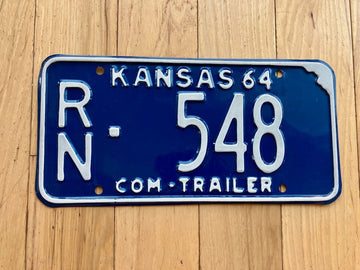 KANSAS 64
RN - 548
COM-TRAILER